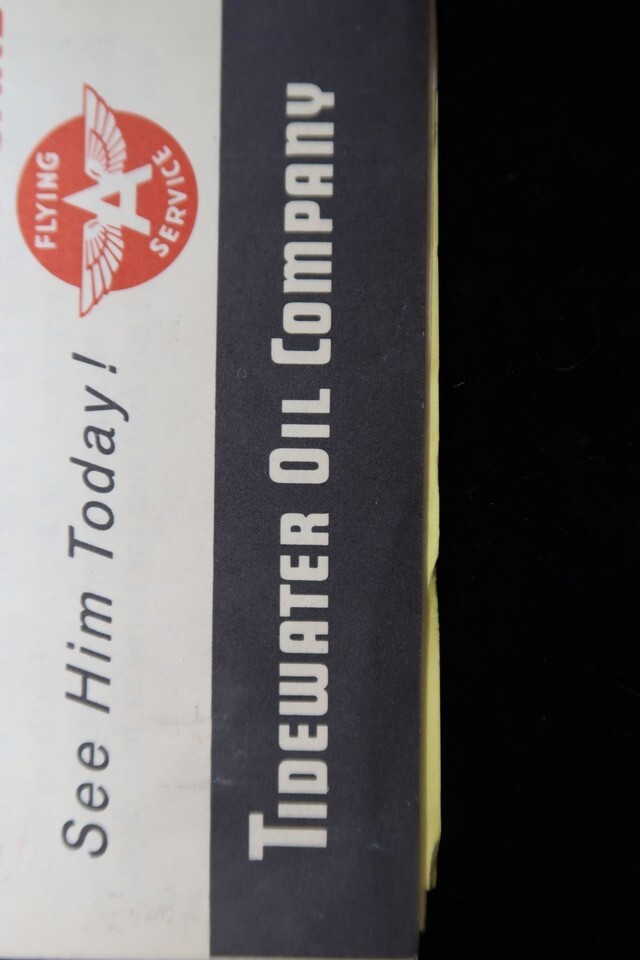 FLYING
A
SERVICE
See Him Today!
TIDEWATER OIL COMPANY